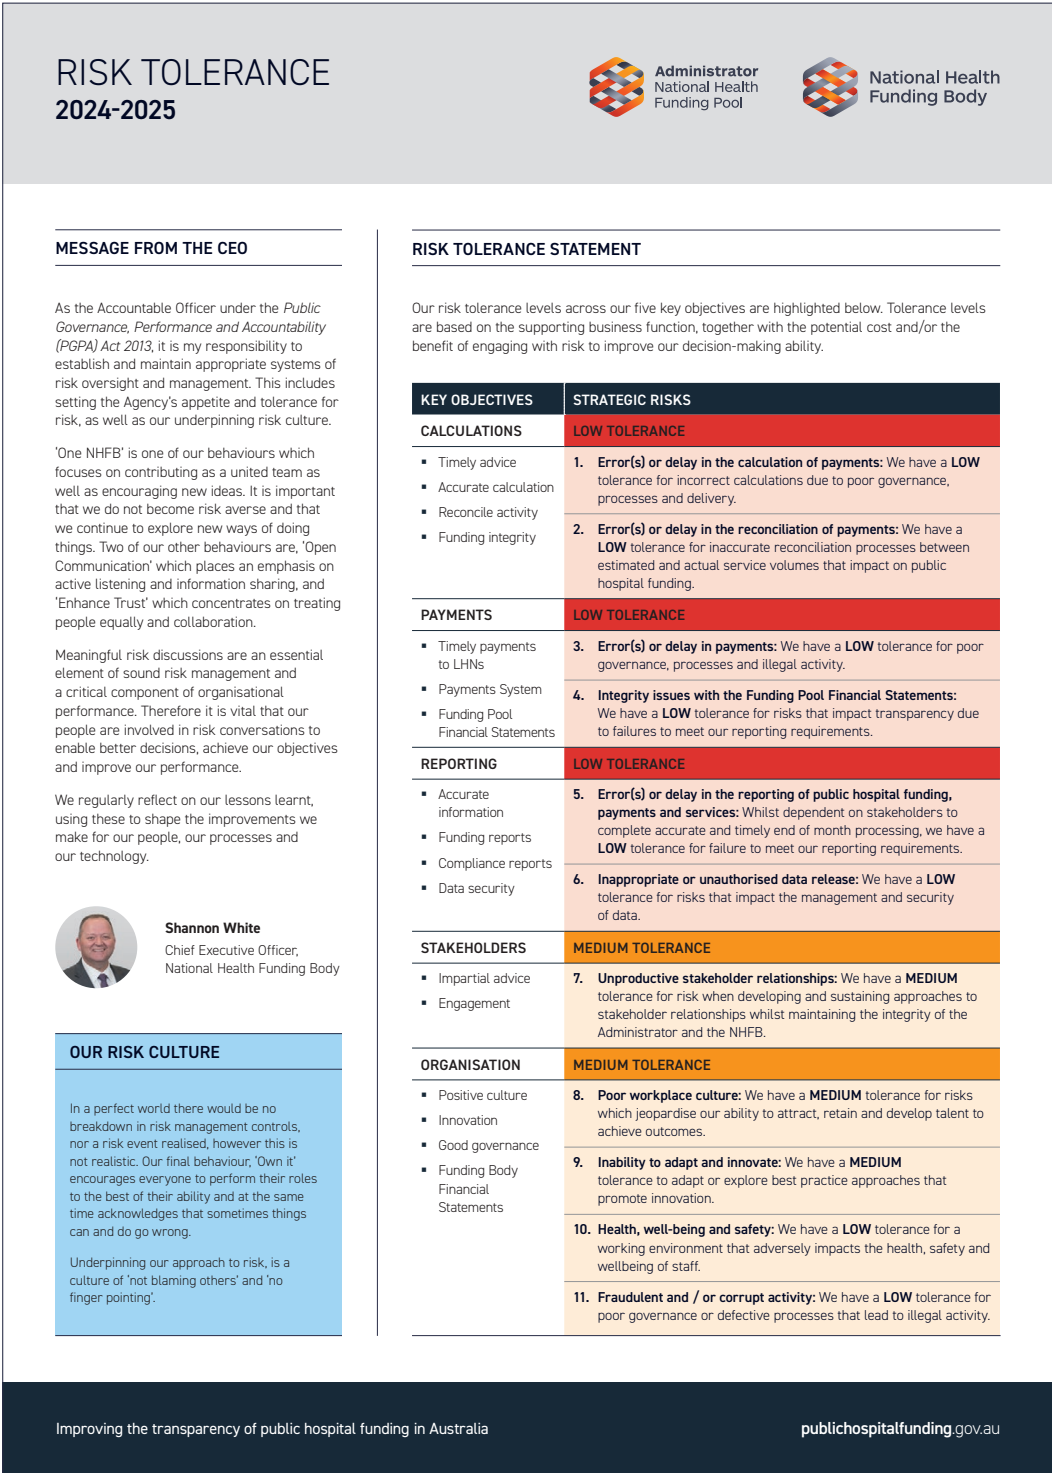 RISK TOLERANCE
2024-2025
Administrator
National Health
Funding Pool
National Health
Funding Body
MESSAGE FROM THE CEO
As the Accountable Officer under the Public
Governance, Performance and Accountability
(PGPA) Act 2013, it is my responsibility to
establish and maintain appropriate systems of
risk oversight and management. This includes
setting the Agency's appetite and tolerance for
risk, as well as our underpinning risk culture.
'One NHFB' is one of our behaviours which
focuses on contributing as a united team as
well as encouraging new ideas. It is important
that we do not become risk averse and that
we continue to explore new ways of doing
things. Two of our other behaviours are, 'Open
Communication' which places an emphasis on
active listening and information sharing, and
'Enhance Trust' which concentrates on treating
people equally and collaboration.
Meaningful risk discussions are an essential
element of sound risk management and
a critical component of organisational
performance. Therefore it is vital that our
people are involved in risk conversations to
enable better decisions, achieve our objectives
and improve our performance.
We regularly reflect on our lessons learnt,
using these to shape the improvements we
make for our people, our processes and
our technology.
Shannon White
Chief Executive Officer,
National Health Funding Body
OUR RISK CULTURE
In a perfect world there would be no
breakdown in risk management controls,
nor a risk event realised, however this is
not realistic. Our final behaviour, 'Own it'
encourages everyone to perform their roles
to the best of their ability and at the same
time acknowledges that sometimes things
can and do go wrong.
Underpinning our approach to risk, is a
culture of 'not blaming others' and 'no
finger pointing'.
RISK TOLERANCE STATEMENT
Our risk tolerance levels across our five key objectives are highlighted below. Tolerance levels
are based on the supporting business function, together with the potential cost and/or the
benefit of engaging with risk to improve our decision-making ability.
KEY OBJECTIVES
STRATEGIC RISKS
CALCULATIONS
LOW TOLERANCE
▪ Timely advice
▪ Accurate calculation
▪ Reconcile activity
▪ Funding integrity
1. Error(s) or delay in the calculation of payments: We have a LOW
tolerance for incorrect calculations due to poor governance,
processes and delivery.
2. Error(s) or delay in the reconciliation of payments: We have a
LOW tolerance for inaccurate reconciliation processes between
estimated and actual service volumes that impact on public
hospital funding.
PAYMENTS
LOW TOLERANCE
▪ Timely payments
to LHNs
▪ Payments System
▪ Funding Pool
Financial Statements
3. Error(s) or delay in payments: We have a LOW tolerance for poor
governance, processes and illegal activity.
4. Integrity issues with the Funding Pool Financial Statements:
We have a LOW tolerance for risks that impact transparency due
to failures to meet our reporting requirements.
REPORTING
LOW TOLERANCE
▪ Accurate
information
▪ Funding reports
▪ Compliance reports
▪ Data security
5. Error(s) or delay in the reporting of public hospital funding,
payments and services: Whilst dependent on stakeholders to
complete accurate and timely end of month processing, we have a
LOW tolerance for failure to meet our reporting requirements.
6. Inappropriate or unauthorised data release: We have a LOW
tolerance for risks that impact the management and security
of data.
STAKEHOLDERS
MEDIUM TOLERANCE
▪ Impartial advice
▪ Engagement
7. Unproductive stakeholder relationships: We have a MEDIUM
tolerance for risk when developing and sustaining approaches to
stakeholder relationships whilst maintaining the integrity of the
Administrator and the NHFB.
ORGANISATION
MEDIUM TOLERANCE
▪ Positive culture
▪ Innovation
▪ Good governance
▪ Funding Body
Financial
Statements
8. Poor workplace culture: We have a MEDIUM tolerance for risks
which jeopardise our ability to attract, retain and develop talent to
achieve outcomes.
9. Inability to adapt and innovate: We have a MEDIUM
tolerance to adapt or explore best practice approaches that
promote innovation.
10. Health, well-being and safety: We have a LOW tolerance for a
working environment that adversely impacts the health, safety and
wellbeing of staff.
11. Fraudulent and / or corrupt activity: We have a LOW tolerance for
poor governance or defective processes that lead to illegal activity.
Improving the transparency of public hospital funding in Australia
publichospitalfunding.gov.au